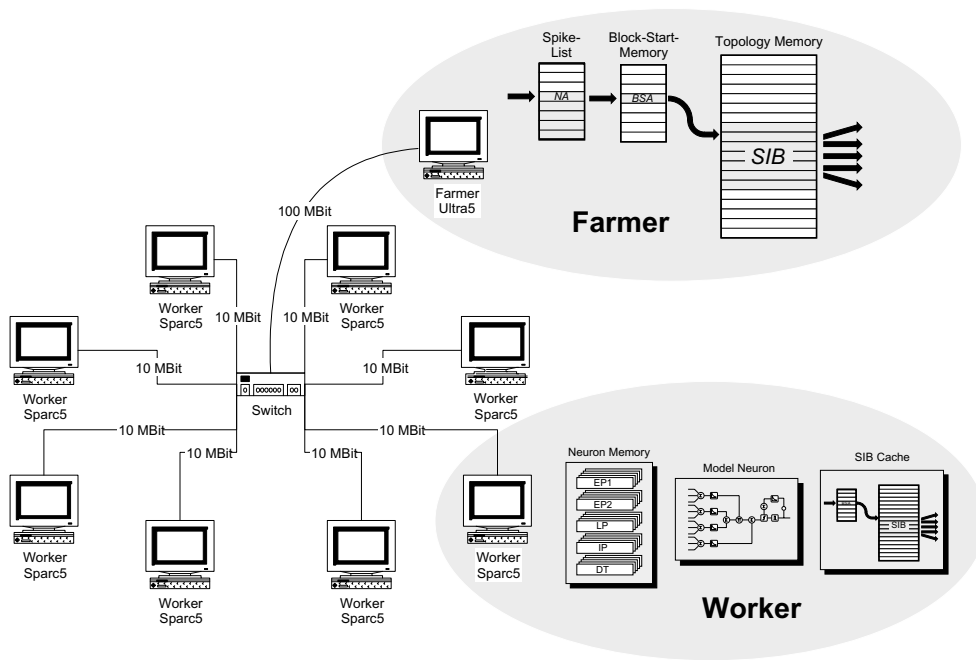 Spike-
List
Block-Start-
Memory
Topology Memory
NA
BSA
SIB
Farmer
Farmer
Ultra5
100 MBit
Worker
Sparc5
Worker
Sparc5
10 MBit
10 MBit
Worker
Sparc5
10 MBit
10 MBit
Worker
Sparc5
Switch
10 MBit
10 MBit
10 MBit
10 MBit
Worker
Sparc5
Worker
Sparc5
Worker
Sparc5
Worker
Sparc5
Neuron Memory
EP1
EP2
LP
IP
DT
Model Neuron
SIB Cache
SIB
Worker